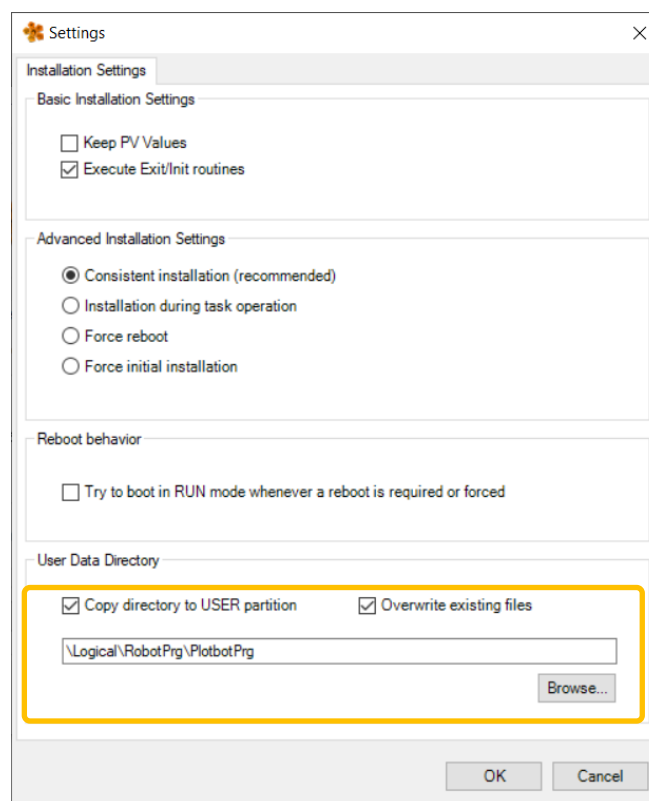 Settings
Installation Settings
Basic Installation Settings
Keep PV Values
Execute Exit/Init routines
Advanced Installation Settings
Consistent installation (recommended)
Installation during task operation
Force reboot
Force initial installation
Reboot behavior
Try to boot in RUN mode whenever a reboot is required or forced
User Data Directory
Copy directory to USER partition Overwrite existing files
\Logical\RobotPrg\PlotbotPrg
Browse...
OK Cancel